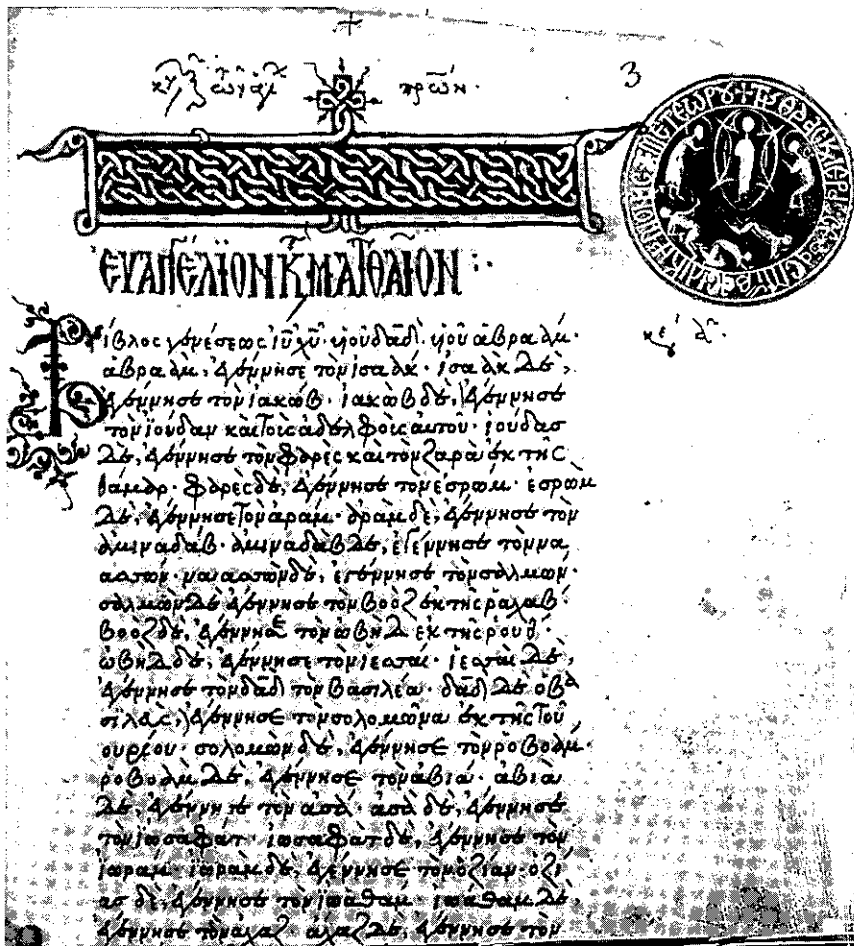 πρῶν·
3
ΕΥΑΓΓΕΛΙΟΝ Κ ΜΑΤΘΑΙΟΝ
Βίβλος γενέσεως ιυ χυ· υἱοῦ δαδ· υἱοῦ ἀβραάμ·
ἀβραὰμ, ἐγέννησε τὸν ἰσαάκ· ἰσαὰκ δὲ,
ἐγέννησε τὸν ἰακώβ· ἰακὼβ δὲ, ἐγέννησε
τὸν ἰούδαν καὶ τοὺς ἀδελφοὺς αὐτοῦ· ἰούδας
δὲ, ἐγέννησε τὸν φαρὲς καὶ τὸν ζαρὰ ἐκ τῆς
θάμαρ· φαρὲς δὲ, ἐγέννησε τὸν ἐσρώμ· ἐσρὼμ
δὲ, ἐγέννησε τὸν ἀράμ· ἀρὰμ δὲ, ἐγέννησε τὸν
ἀμιναδάβ· ἀμιναδὰβ δὲ, ἐγέννησε τὸν να
ασσών· ναασσὼν δὲ, ἐγέννησε τὸν σαλμών·
σαλμὼν δὲ ἐγέννησε τὸν βοὸζ ἐκ τῆς ῥαχάβ·
βοὸζ δὲ, ἐγέννησε τὸν ὠβὴδ ἐκ τῆς ρούθ·
ὠβὴδ δὲ, ἐγέννησε τὸν ἰεσσαί· ἰεσσαὶ δὲ,
ἐγέννησε τὸν δαδ τὸν βασιλέα· δαδ δὲ ὁ βα
σιλεὺς, ἐγέννησε τὸν σολομῶνα ἐκ τῆς τοῦ
ουρίου· σολομὼν δὲ, ἐγέννησε τὸν ροβοάμ·
ῥοβοὰμ δὲ, ἐγέννησε τὸν ἀβιά· ἀβιὰ
δὲ, ἐγέννησε τὸν ἀσά· ἀσὰ δὲ, ἐγέννησε
τὸν ἰωσαφάτ· ἰωσαφὰτ δὲ, ἐγέννησε τὸν
ἰωράμ· ἰωρὰμ δὲ, ἐγέννησε τὸν ὀζίαν· ὀζί
ας δὲ, ἐγέννησε τὸν ἰωάθαμ· ἰωάθαμ δὲ,
ἐγέννησε τὸν ἄχαζ· ἄχαζ δὲ, ἐγέννησε τὸν